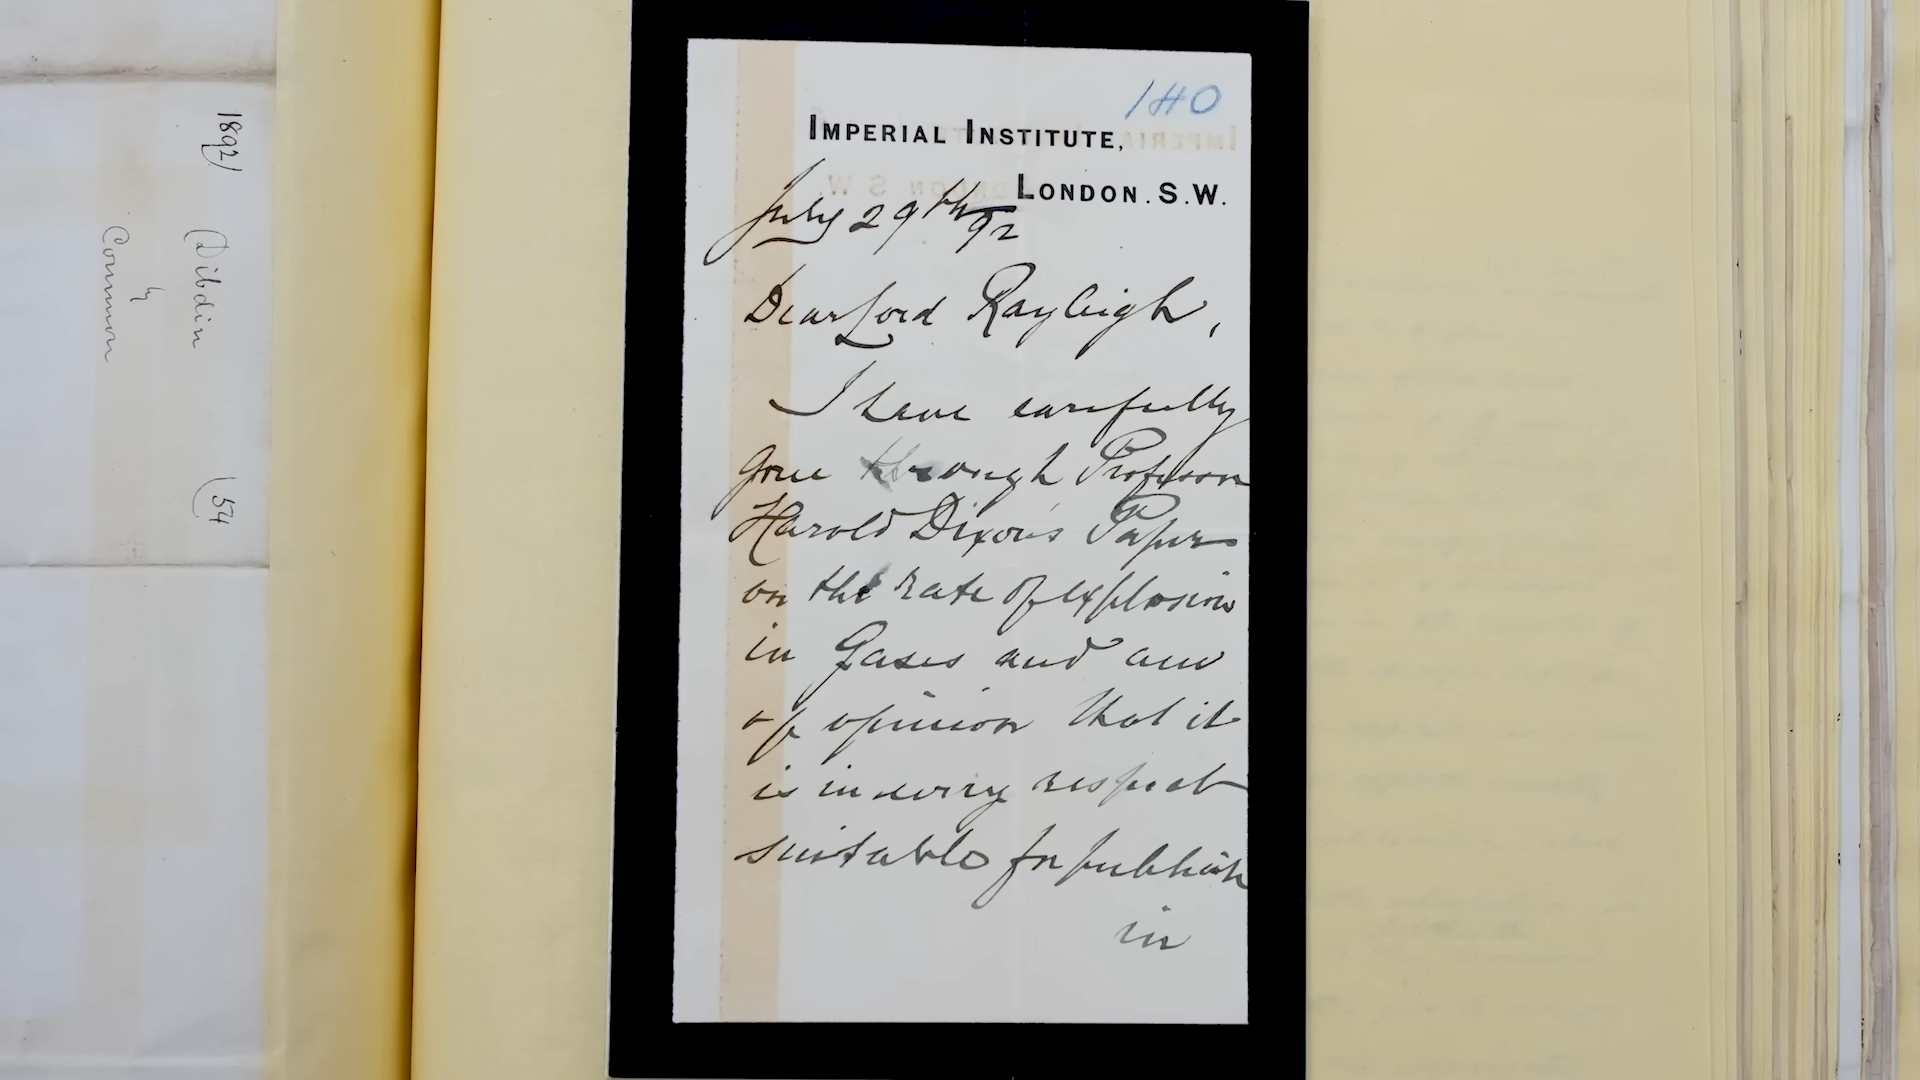 1892/
Dibdin
(54
by
Common
140
IMPERIAL INSTITUTE,
LONDON. S.W.
July 29th/92
Dear Lord Rayleigh,
I have carefully
gone through Professor
Harold Dixon's Paper
on the rate of explosion
in Gases and am
of opinion that it
is in every respect
suitable for publicatn
in